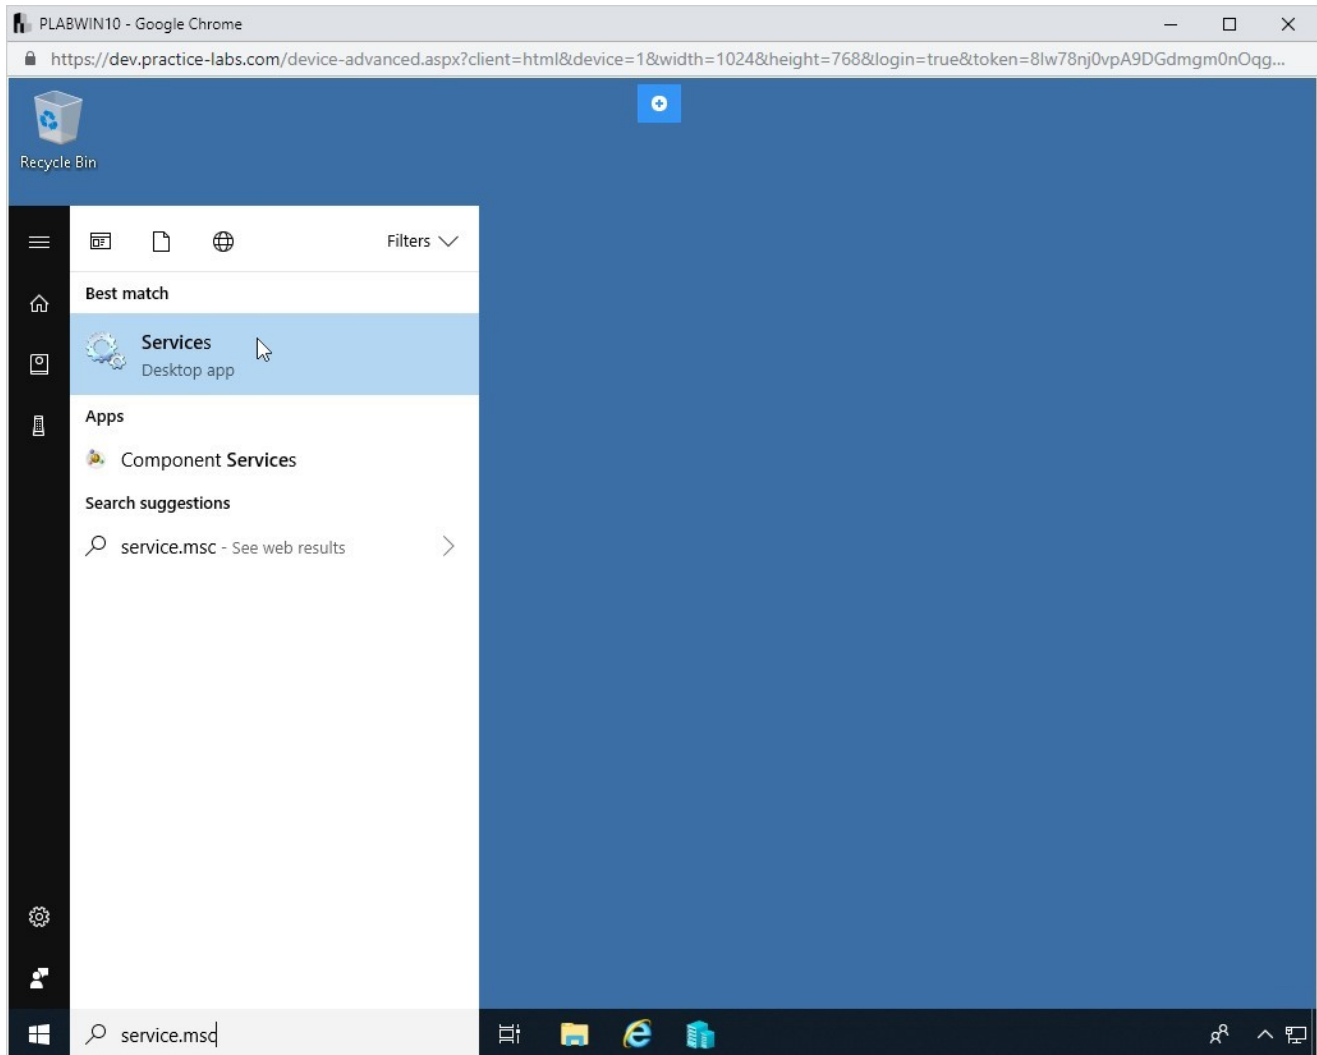 PLABWIN10 - Google Chrome
https://dev.practice-labs.com/device-advanced.aspx?client=html&device=1&width=1024&height=768&login=true&token=8lw78nj0vpA9DGdmgm0nOqg...
Recycle Bin
Filters
Best match
Services
Desktop app
Apps
Component Services
Search suggestions
service.msc - See web results
service.msc